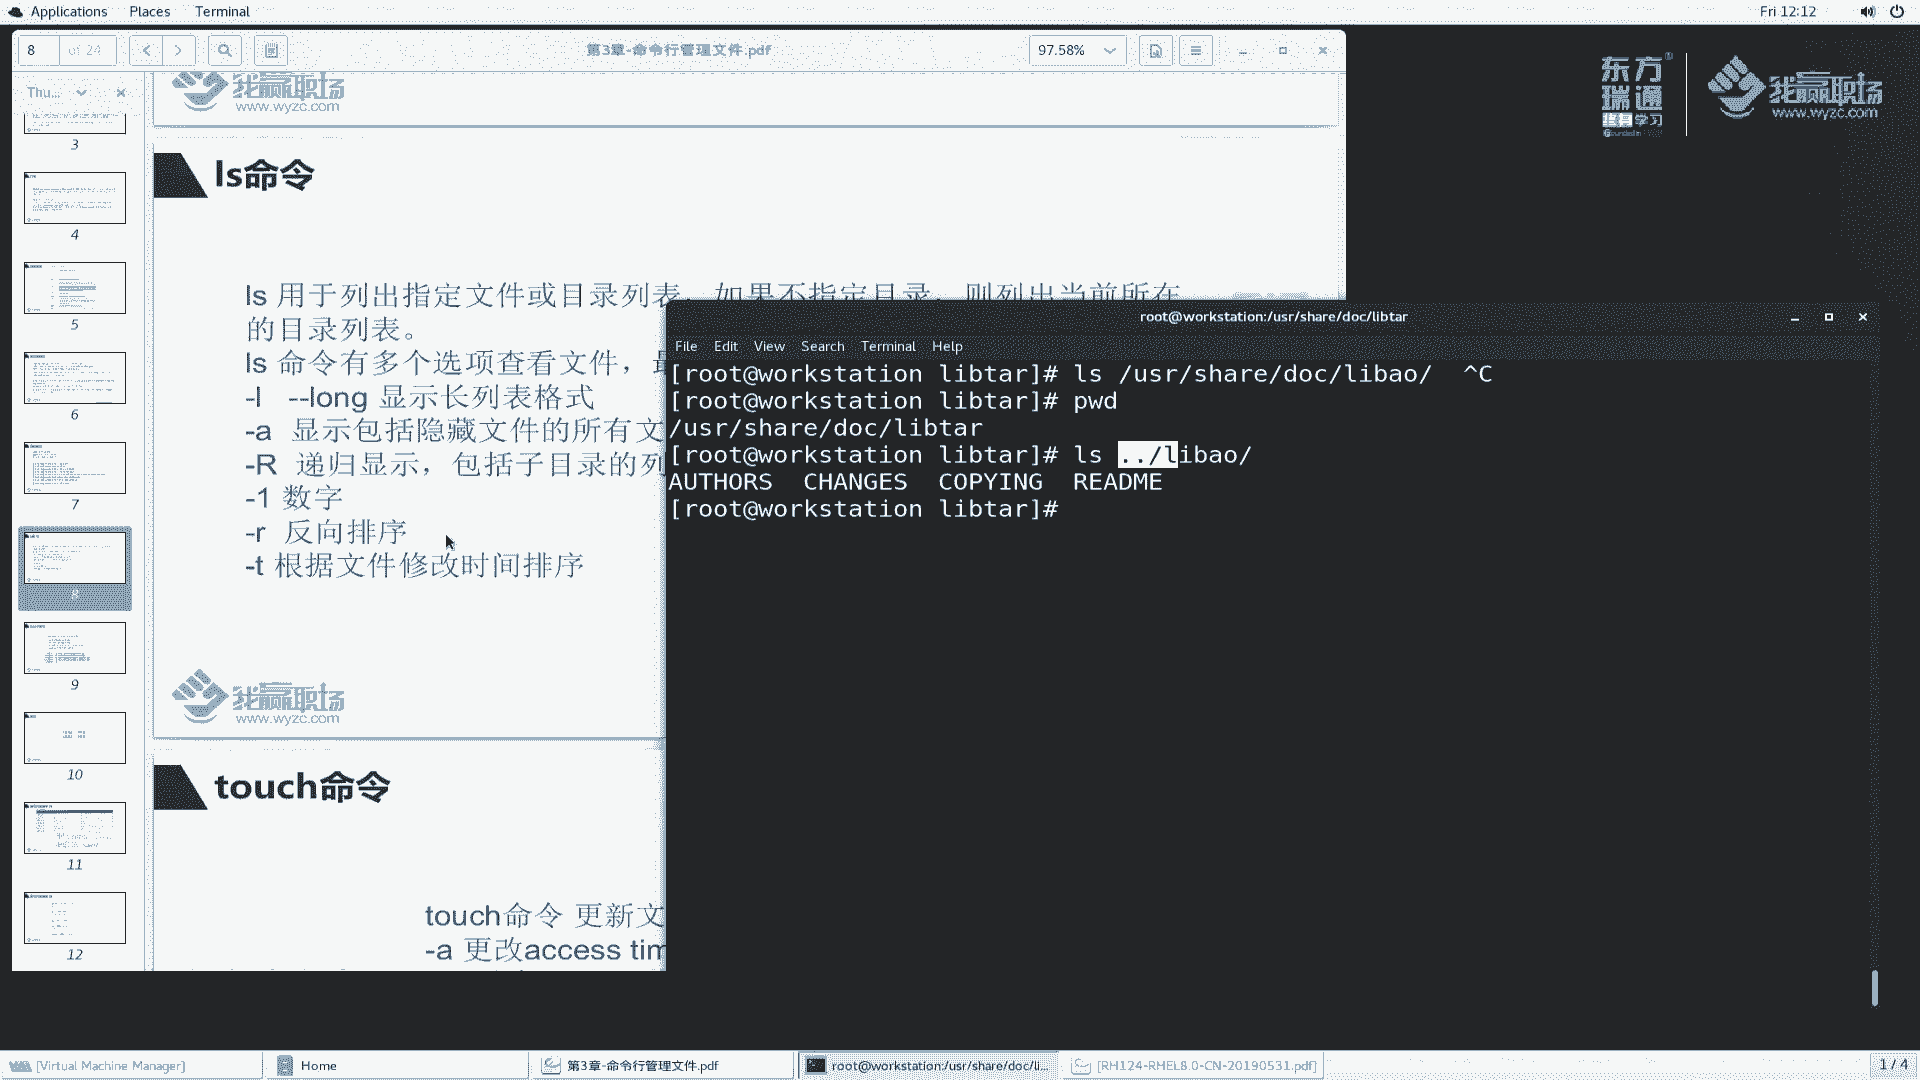 Applications Places Terminal
Fri 12:12
8 of 24
第3章-命令行管理文件.pdf
97.58%
Thu...
3
4
5
6
7
8
9
10
11
12
我赢职场
www.wyzc.com
ls命令
ls 用于列出指定文件或目录列表，如果不指定目录，则列出当前所在
的目录列表。
ls 命令有多个选项查看文件，
-l --long 显示长列表格式
-a 显示包括隐藏文件的所有文
-R 递归显示，包括子目录的列
-1 数字
-r 反向排序
-t 根据文件修改时间排序
我赢职场
www.wyzc.com
touch命令
touch命令 更新文
-a 更改access tim
东方
瑞通
终身学习
我赢职场
www.wyzc.com
root@workstation:/usr/share/doc/libtar
File Edit View Search Terminal Help
[root@workstation libtar]# ls /usr/share/doc/libao/ ^C
[root@workstation libtar]# pwd
/usr/share/doc/libtar
[root@workstation libtar]# ls ../libao/
AUTHORS CHANGES COPYING README
[root@workstation libtar]#
[Virtual Machine Manager]
Home
第3章-命令行管理文件.pdf
root@workstation:/usr/share/doc/li...
[RH124-RHEL8.0-CN-20190531.pdf]
1 / 4